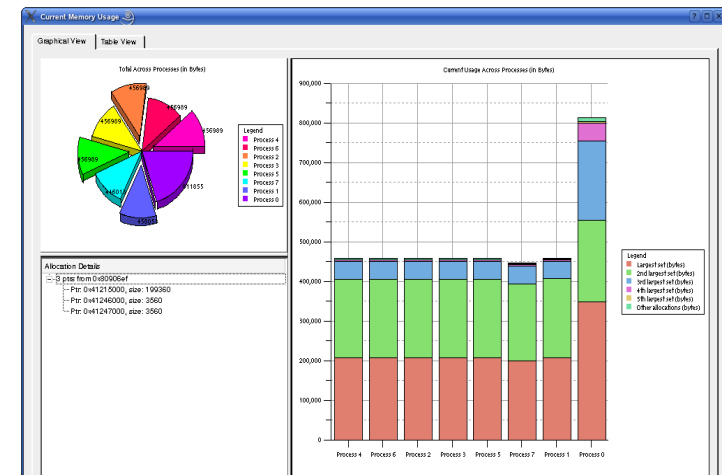 Current Memory Usage
Graphical View
Table View
Total Across Processes (in Bytes)
456989
456989
456989
456989
Legend
Process 4
Process 6
Process 2
Process 3
Process 5
Process 7
Process 1
Process 0
Allocation Details
3 ptrs from 0x80906ef
Ptr: 0x41215000, size: 199360
Ptr: 0x41246000, size: 3560
Ptr: 0x41247000, size: 3560
Current Usage Across Processes (in Bytes)
900,000
800,000
700,000
600,000
500,000
400,000
300,000
200,000
100,000
0
Process 4
Process 6
Process 2
Process 3
Process 5
Process 7
Process 1
Process 0
Legend
Largest set (bytes)
2nd largest set (bytes)
3rd largest set (bytes)
4th largest set (bytes)
5th largest set (bytes)
Other allocations (bytes)